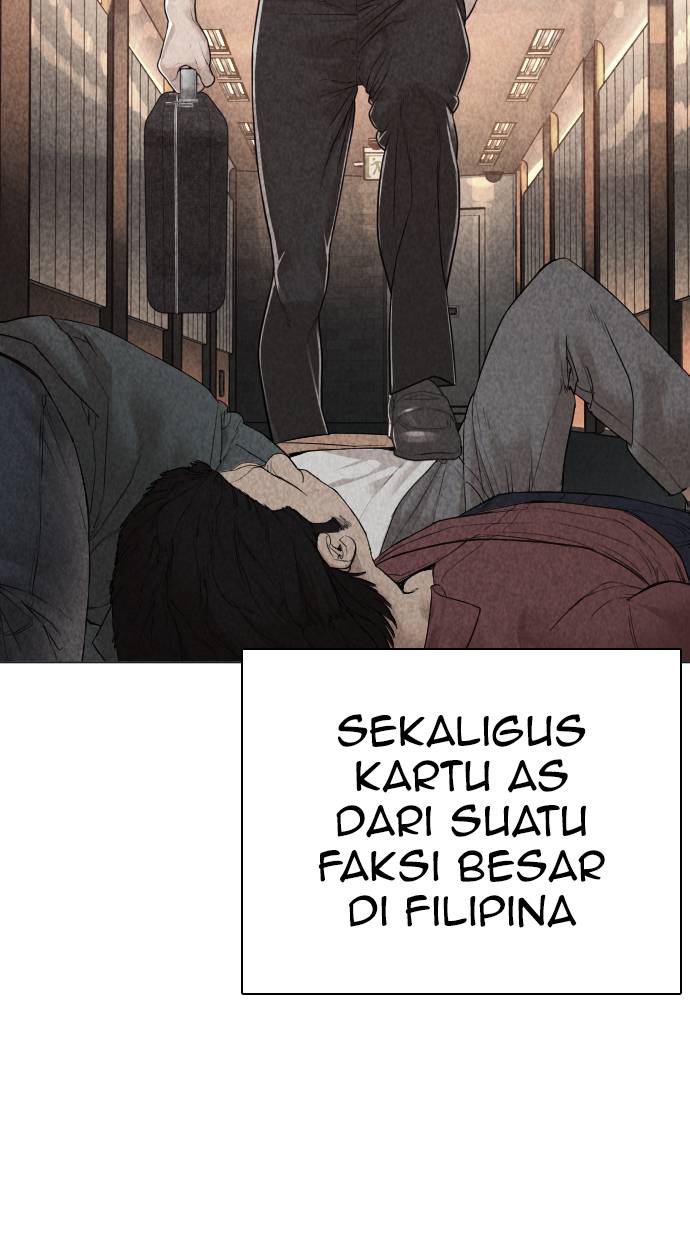 SEKALIGUS
KARTU AS
DARI SUATU
FAKSI BESAR
DI FILIPINA